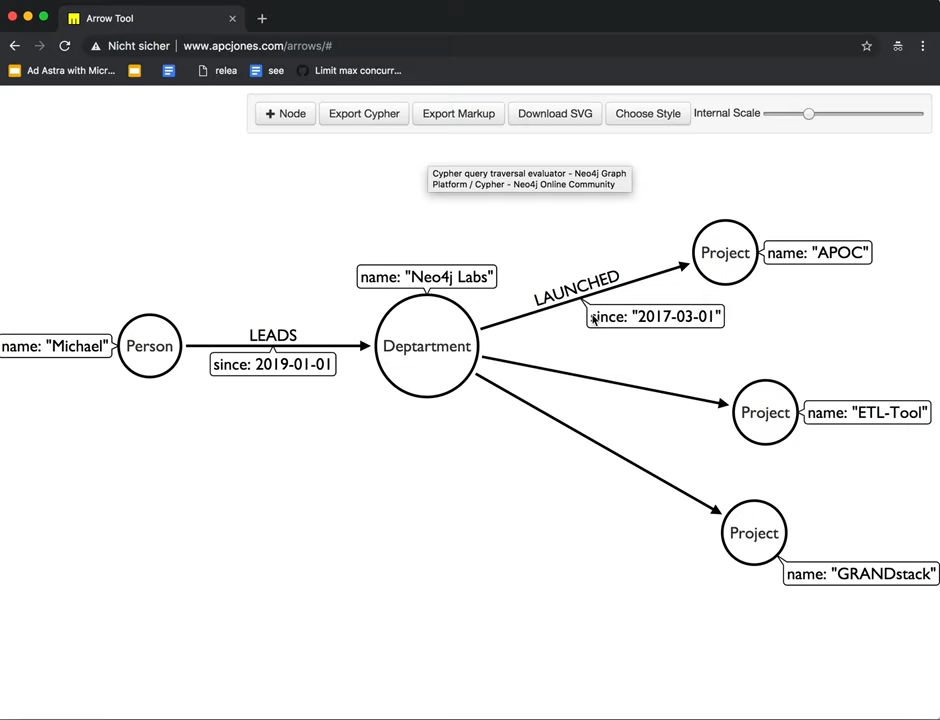 Arrow Tool
Nicht sicher | www.apcjones.com/arrows/#
Ad Astra with Micr... relea see Limit max concurr...
+ Node Export Cypher Export Markup Download SVG Choose Style Internal Scale
Cypher query traversal evaluator - Neo4j Graph
Platform / Cypher - Neo4j Online Community
Project name: "APOC"
name: "Neo4j Labs" LAUNCHED
since: "2017-03-01"
name: "Michael" Person LEADS Deptartment
since: 2019-01-01
Project name: "ETL-Tool"
Project
name: "GRANDstack"